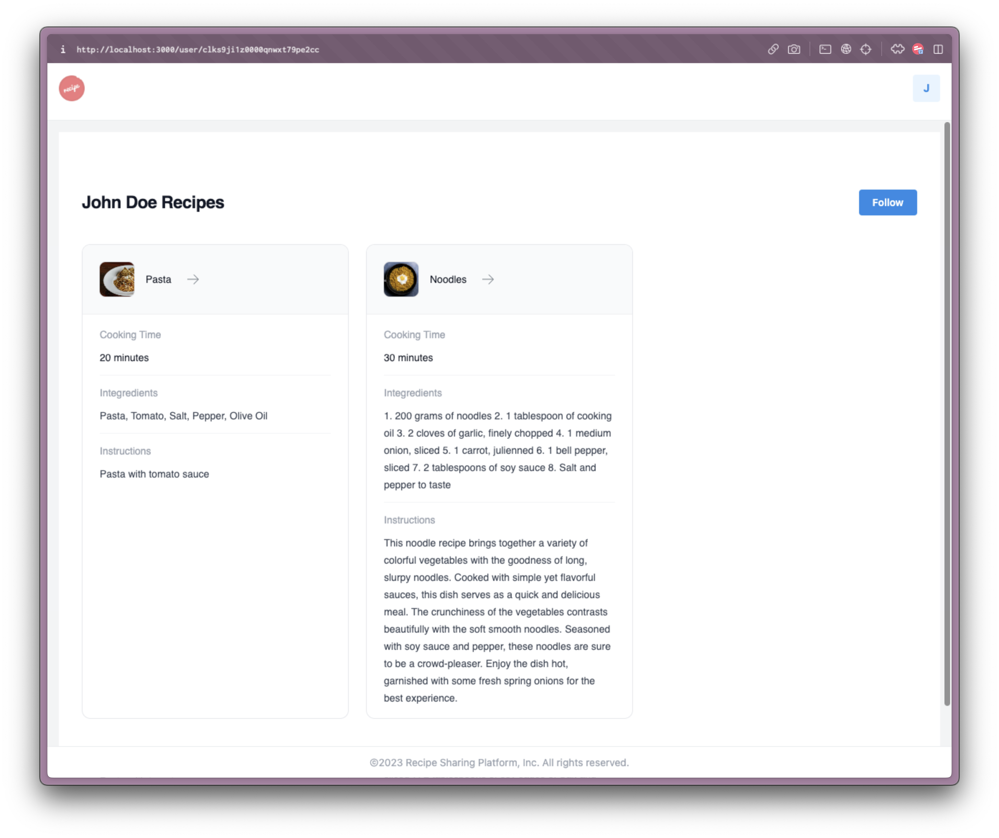 i http://localhost:3000/user/clks9ji1z0000qnwxt79pe2cc
recipe
J
John Doe Recipes
Follow
Pasta
Cooking Time
20 minutes
Integredients
Pasta, Tomato, Salt, Pepper, Olive Oil
Instructions
Pasta with tomato sauce
Noodles
Cooking Time
30 minutes
Integredients
1. 200 grams of noodles 2. 1 tablespoon of cooking
oil 3. 2 cloves of garlic, finely chopped 4. 1 medium
onion, sliced 5. 1 carrot, julienned 6. 1 bell pepper,
sliced 7. 2 tablespoons of soy sauce 8. Salt and
pepper to taste
Instructions
This noodle recipe brings together a variety of
colorful vegetables with the goodness of long,
slurpy noodles. Cooked with simple yet flavorful
sauces, this dish serves as a quick and delicious
meal. The crunchiness of the vegetables contrasts
beautifully with the soft smooth noodles. Seasoned
with soy sauce and pepper, these noodles are sure
to be a crowd-pleaser. Enjoy the dish hot,
garnished with some fresh spring onions for the
best experience.
©2023 Recipe Sharing Platform, Inc. All rights reserved.